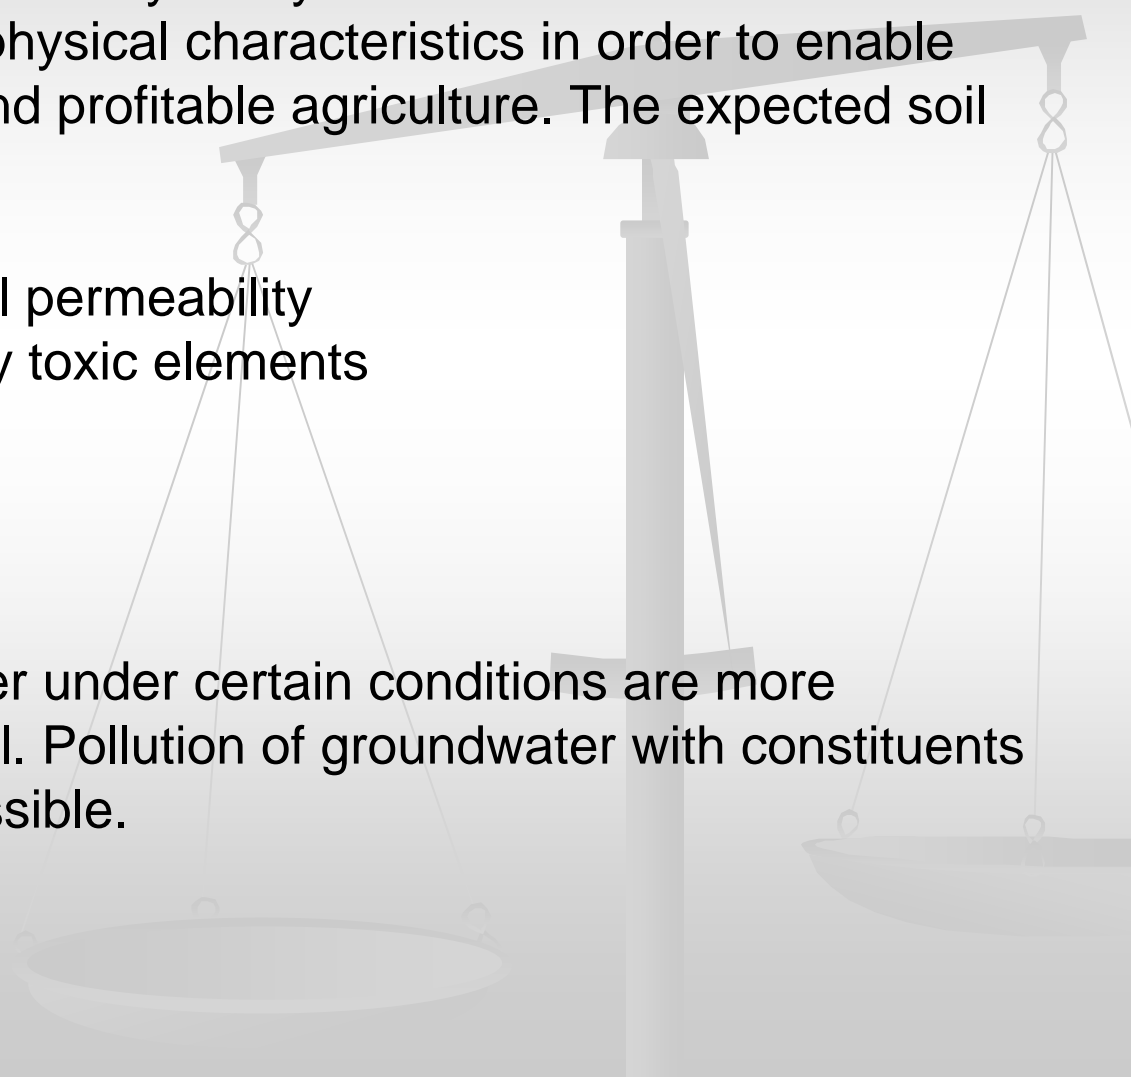 physical characteristics in order to enable
nd profitable agriculture. The expected soil
l permeability
y toxic elements
er under certain conditions are more
l. Pollution of groundwater with constituents
ssible.